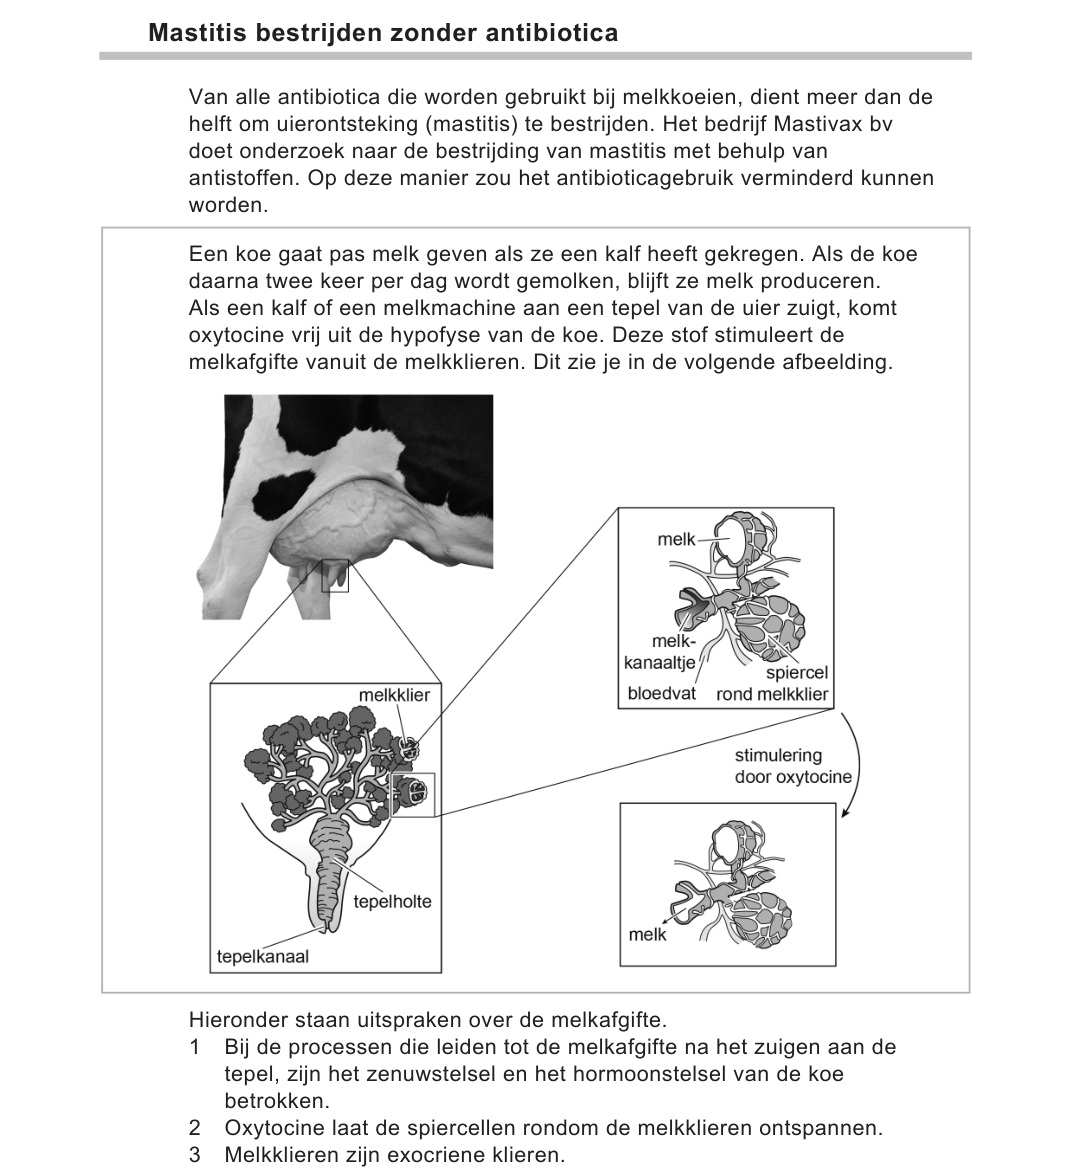 Mastitis bestrijden zonder antibiotica
Van alle antibiotica die worden gebruikt bij melkkoeien, dient meer dan de
helft om uierontsteking (mastitis) te bestrijden. Het bedrijf Mastivax bv
doet onderzoek naar de bestrijding van mastitis met behulp van
antistoffen. Op deze manier zou het antibioticagebruik verminderd kunnen
worden.
Een koe gaat pas melk geven als ze een kalf heeft gekregen. Als de koe
daarna twee keer per dag wordt gemolken, blijft ze melk produceren.
Als een kalf of een melkmachine aan een tepel van de uier zuigt, komt
oxytocine vrij uit de hypofyse van de koe. Deze stof stimuleert de
melkafgifte vanuit de melkklieren. Dit zie je in de volgende afbeelding.
melk
melk-
kanaaltje
bloedvat
spiercel
rond melkklier
melkklier
tepelholte
tepelkanaal
stimulering
door oxytocine
melk
Hieronder staan uitspraken over de melkafgifte.
1 Bij de processen die leiden tot de melkafgifte na het zuigen aan de
tepel, zijn het zenuwstelsel en het hormoonstelsel van de koe
betrokken.
2 Oxytocine laat de spiercellen rondom de melkklieren ontspannen.
3 Melkklieren zijn exocriene klieren.